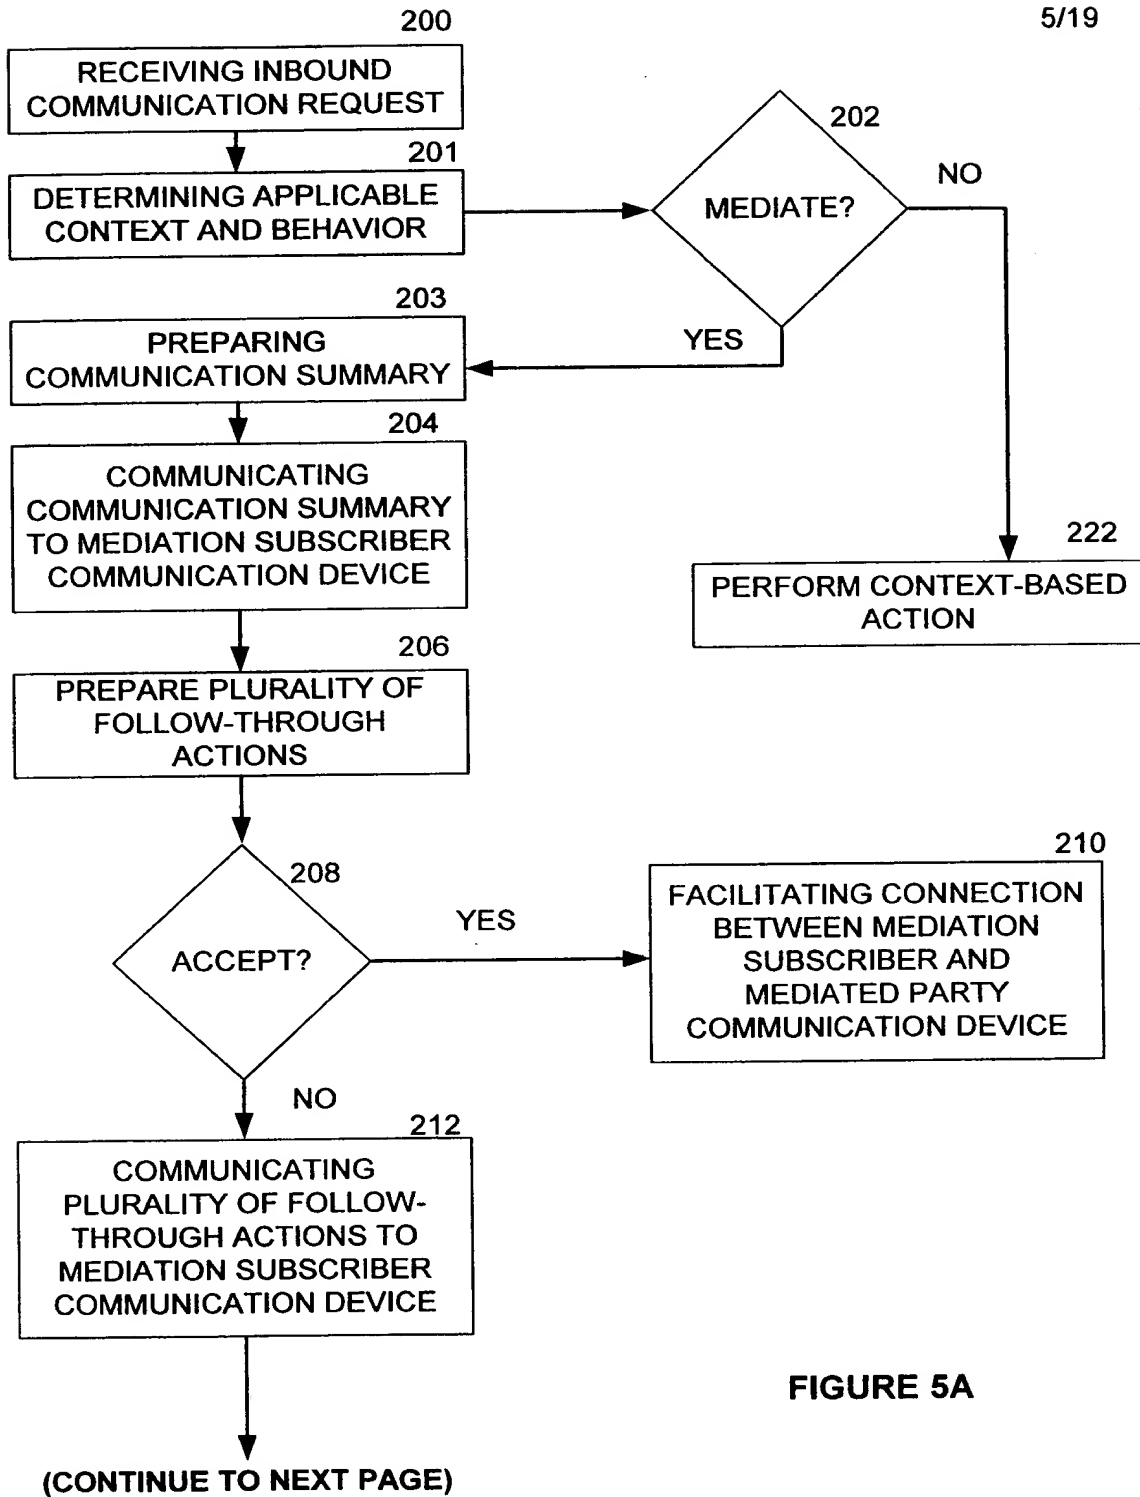 5/19
200
RECEIVING INBOUND
COMMUNICATION REQUEST
201
DETERMINING APPLICABLE
CONTEXT AND BEHAVIOR
202
MEDIATE?
NO
YES
203
PREPARING
COMMUNICATION SUMMARY
204
COMMUNICATING
COMMUNICATION SUMMARY
TO MEDIATION SUBSCRIBER
COMMUNICATION DEVICE
222
PERFORM CONTEXT-BASED
ACTION
206
PREPARE PLURALITY OF
FOLLOW-THROUGH
ACTIONS
208
ACCEPT?
YES
210
FACILITATING CONNECTION
BETWEEN MEDIATION
SUBSCRIBER AND
MEDIATED PARTY
COMMUNICATION DEVICE
NO
212
COMMUNICATING
PLURALITY OF FOLLOW-
THROUGH ACTIONS TO
MEDIATION SUBSCRIBER
COMMUNICATION DEVICE
FIGURE 5A
(CONTINUE TO NEXT PAGE)